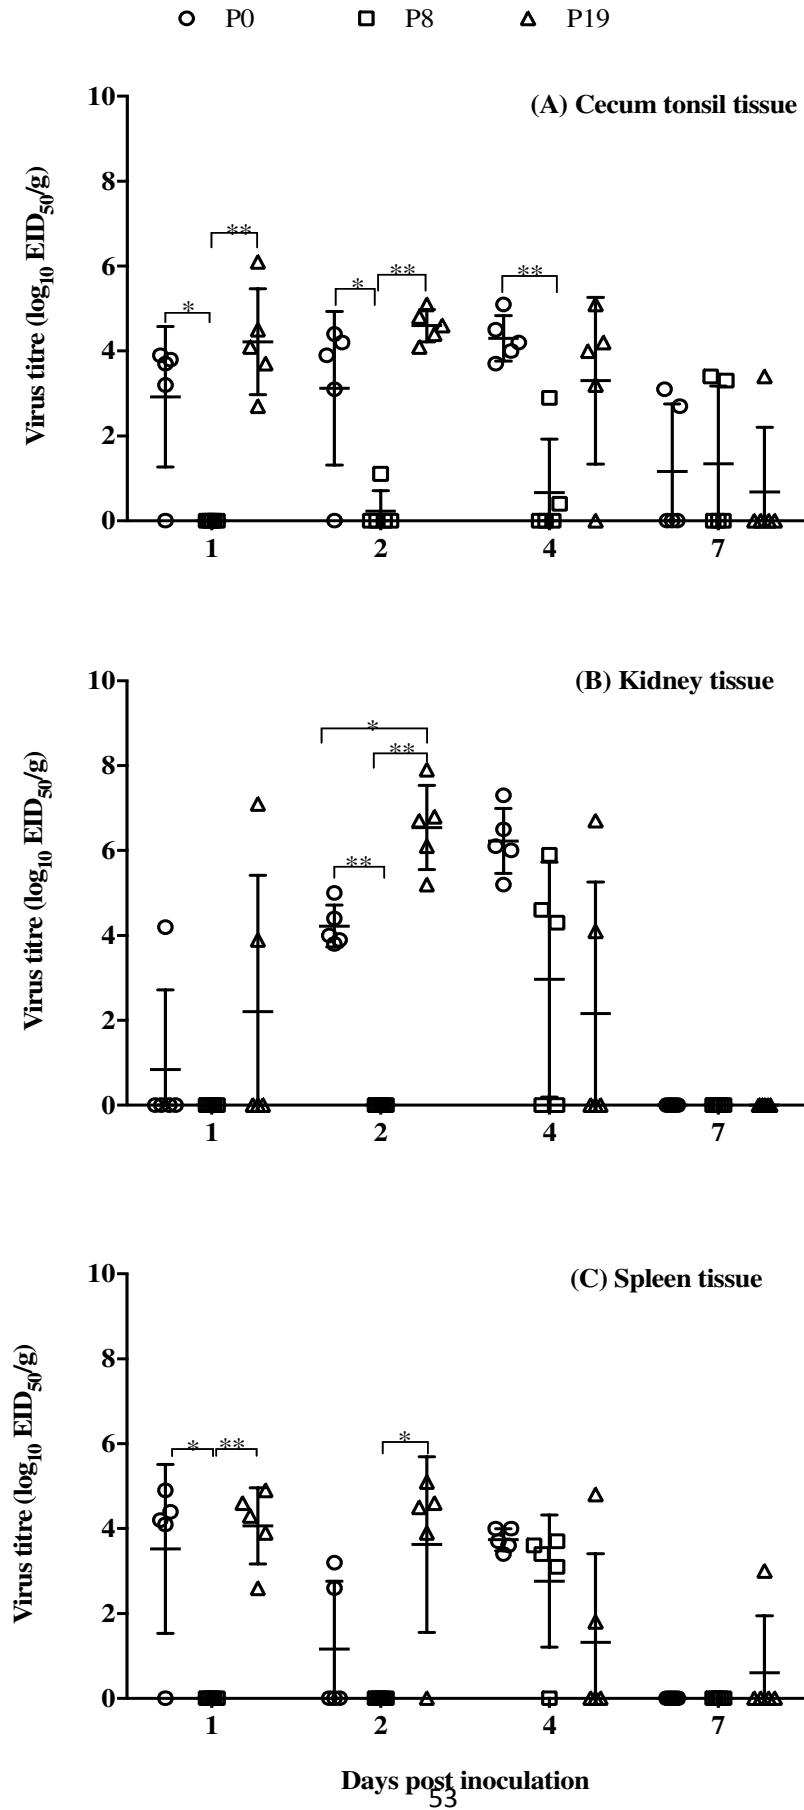 P0 P8 P19
(A) Cecum tonsil tissue
Virus titre (log10 EID50/g)
10
8
6
4
2
0
** * * ** **
1 2 4 7
(B) Kidney tissue
Virus titre (log10 EID50/g)
10
8
6
4
2
0
* ** **
1 2 4 7
(C) Spleen tissue
Virus titre (log10 EID50/g)
10
8
6
4
2
0
* ** *
1 2 4 7
Days post inoculation
53